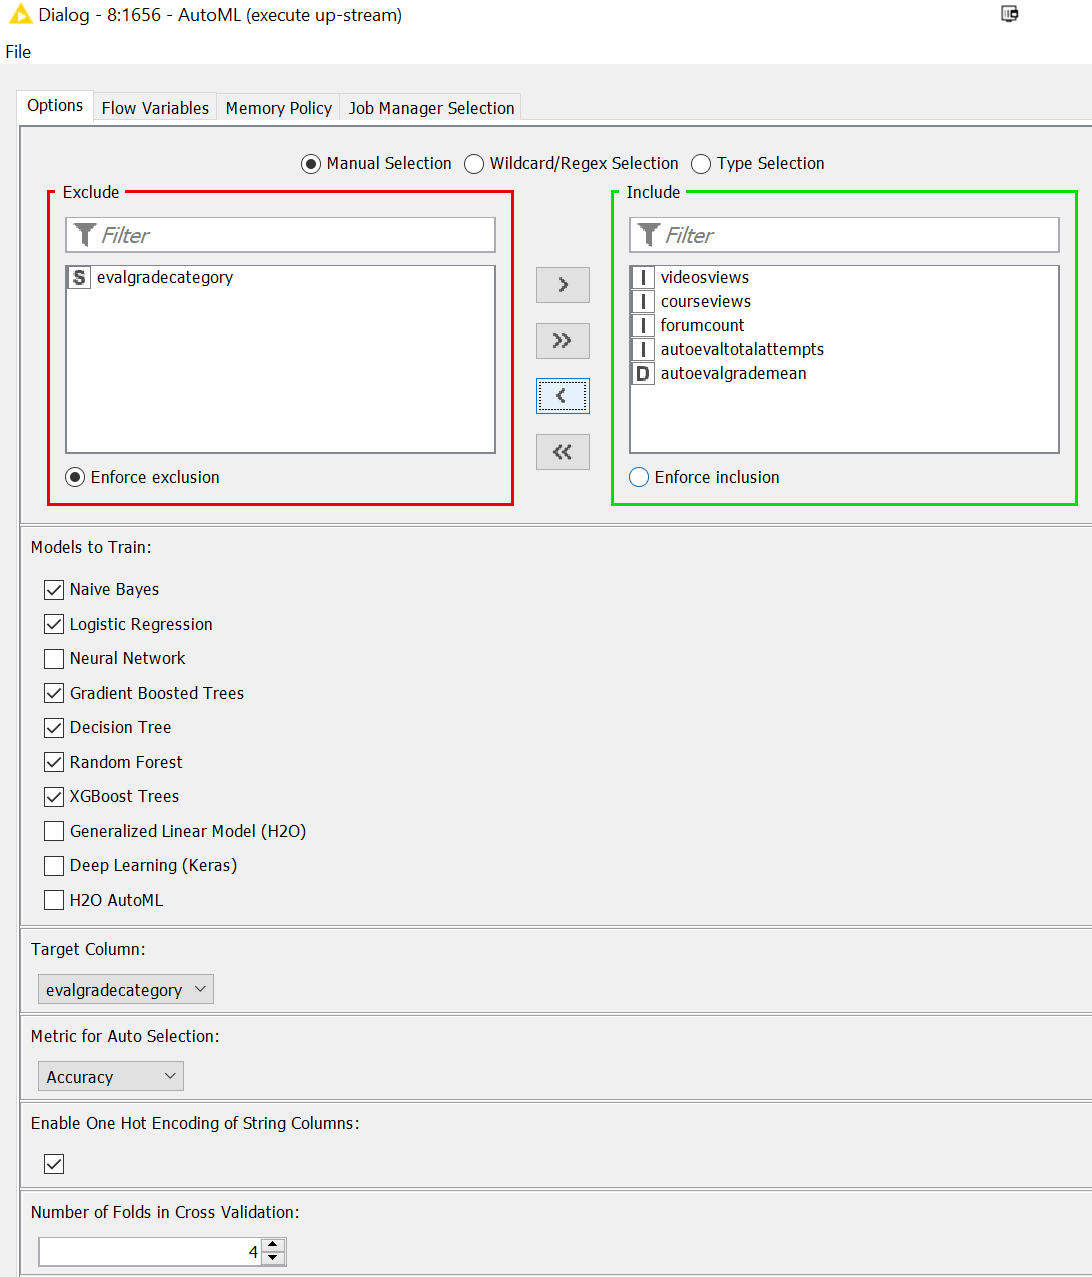 Dialog - 8:1656 - AutoML (execute up-stream)
File
Options Flow Variables Memory Policy Job Manager Selection
Manual Selection Wildcard/Regex Selection Type Selection
Exclude
Filter
S evalgradecategory
Enforce exclusion
>
>>
<
<<
Include
Filter
I videosviews
I courseviews
I forumcount
I autoevaltotalattempts
D autoevalgrademean
Enforce inclusion
Models to Train:
Naive Bayes
Logistic Regression
Neural Network
Gradient Boosted Trees
Decision Tree
Random Forest
XGBoost Trees
Generalized Linear Model (H2O)
Deep Learning (Keras)
H2O AutoML
Target Column:
evalgradecategory
Metric for Auto Selection:
Accuracy
Enable One Hot Encoding of String Columns:
Number of Folds in Cross Validation:
4